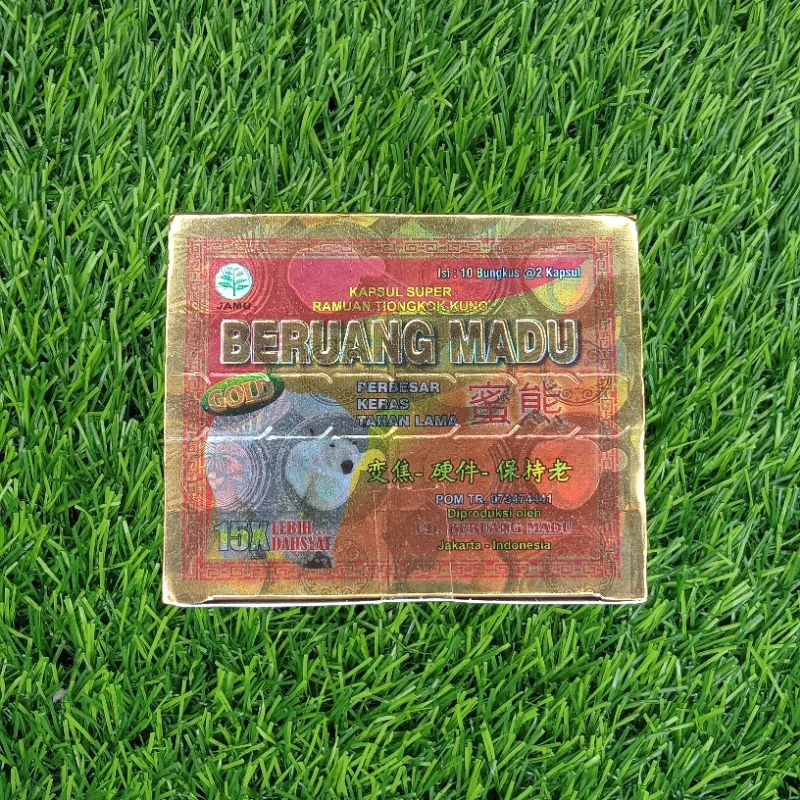 Isi : 10 Bungkus @2 Kapsul
JAMU
KAPSUL SUPER
RAMUAN TIONGKOK KUNO
BERUANG MADU
GOLD
PERBESAR
KERAS
TAHAN LAMA
蜜熊
变焦-硬件-保持老
15X LEBIH
DAHSYAT
POM TR. 073474441
Diproduksi oleh
BERUANG MADU
Jakarta - Indonesia